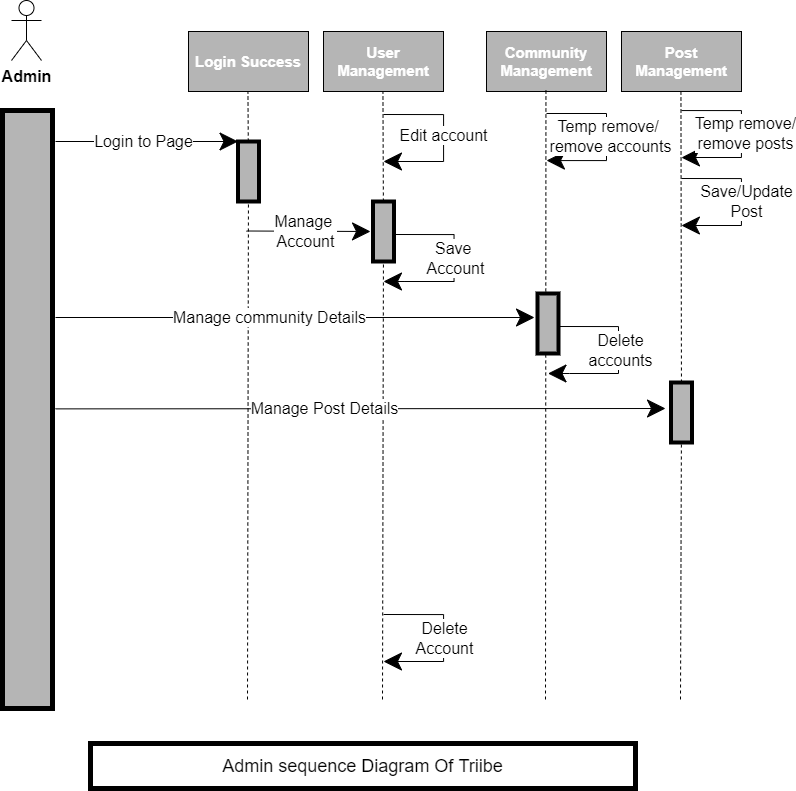 Admin
Login Success
User
Management
Community
Management
Post
Management
Login to Page
Edit account
Temp remove/
remove accounts
Temp remove/
remove posts
Save/Update
Post
Manage
Account
Save
Account
Manage community Details
Delete
accounts
Manage Post Details
Delete
Account
Admin sequence Diagram Of Triibe